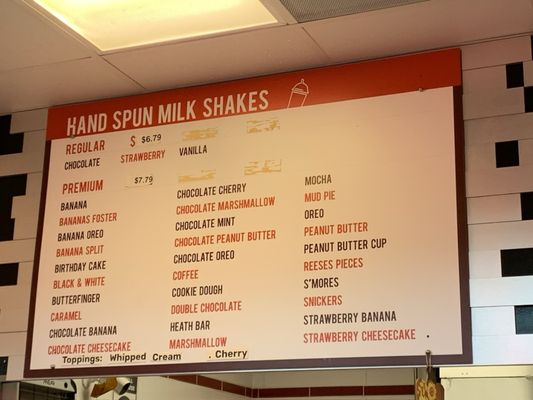 HAND SPUN MILK SHAKES
REGULAR $ $6.79
CHOCOLATE STRAWBERRY VANILLA
PREMIUM $7.79
BANANA
BANANAS FOSTER
BANANA OREO
BANANA SPLIT
BIRTHDAY CAKE
BLACK & WHITE
BUTTERFINGER
CARAMEL
CHOCOLATE BANANA
CHOCOLATE CHEESECAKE
CHOCOLATE CHERRY
CHOCOLATE MARSHMALLOW
CHOCOLATE MINT
CHOCOLATE PEANUT BUTTER
CHOCOLATE OREO
COFFEE
COOKIE DOUGH
DOUBLE CHOCOLATE
HEATH BAR
MARSHMALLOW
MOCHA
MUD PIE
OREO
PEANUT BUTTER
PEANUT BUTTER CUP
REESES PIECES
S'MORES
SNICKERS
STRAWBERRY BANANA
STRAWBERRY CHEESECAKE
Toppings: Whipped Cream . Cherry